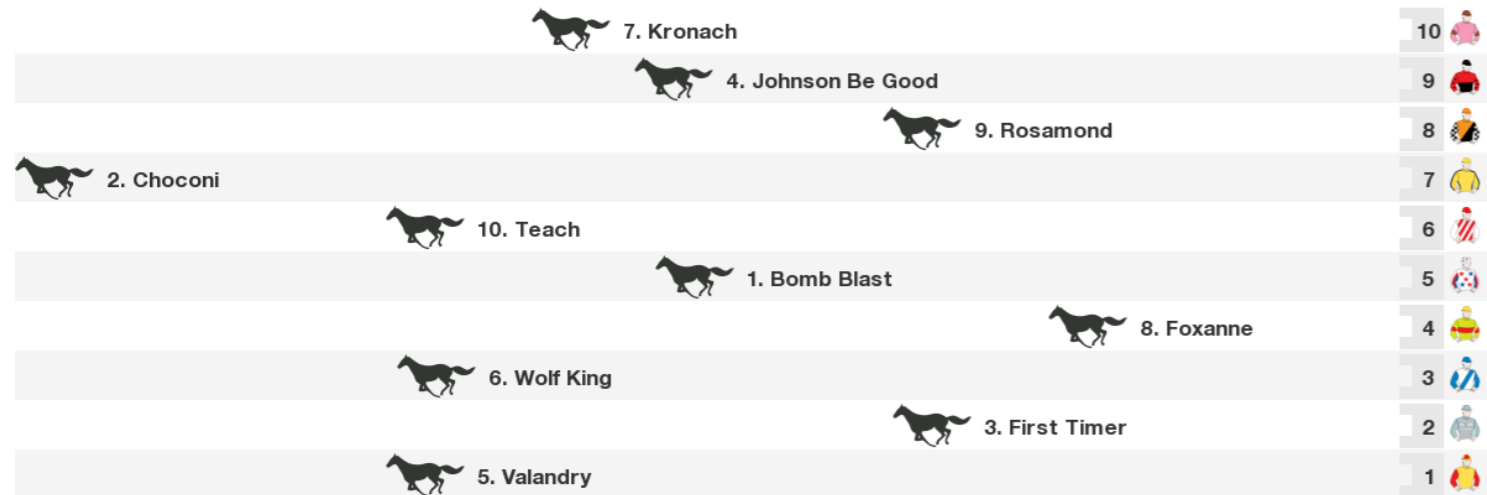 7. Kronach 10
4. Johnson Be Good 9
9. Rosamond 8
2. Choconi 7
10. Teach 6
1. Bomb Blast 5
8. Foxanne 4
6. Wolf King 3
3. First Timer 2
5. Valandry 1